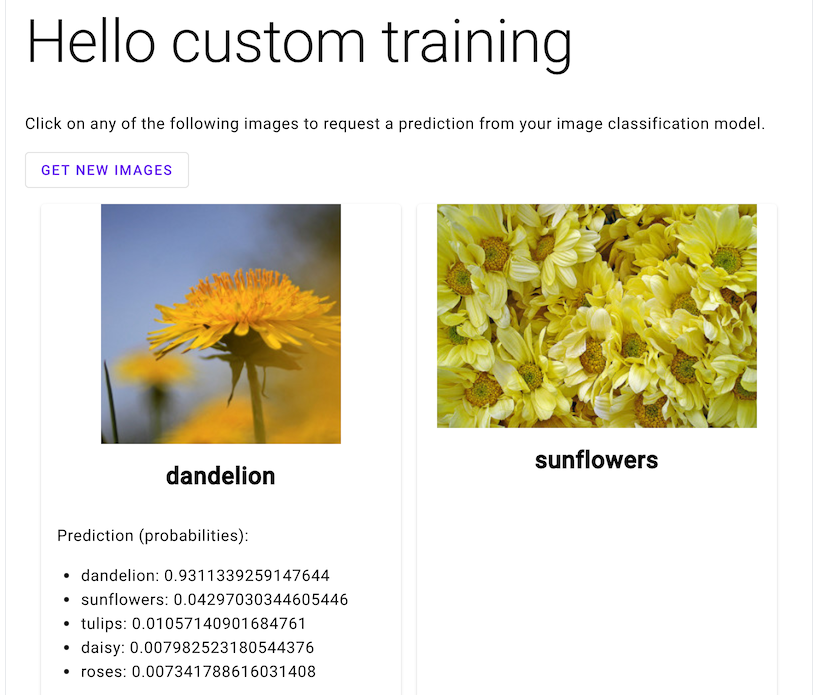 Hello custom training
Click on any of the following images to request a prediction from your image classification model.
GET NEW IMAGES
dandelion
Prediction (probabilities):
• dandelion: 0.9311339259147644
• sunflowers: 0.04297030344605446
• tulips: 0.01057140901684761
• daisy: 0.007982523180544376
• roses: 0.007341788616031408
sunflowers